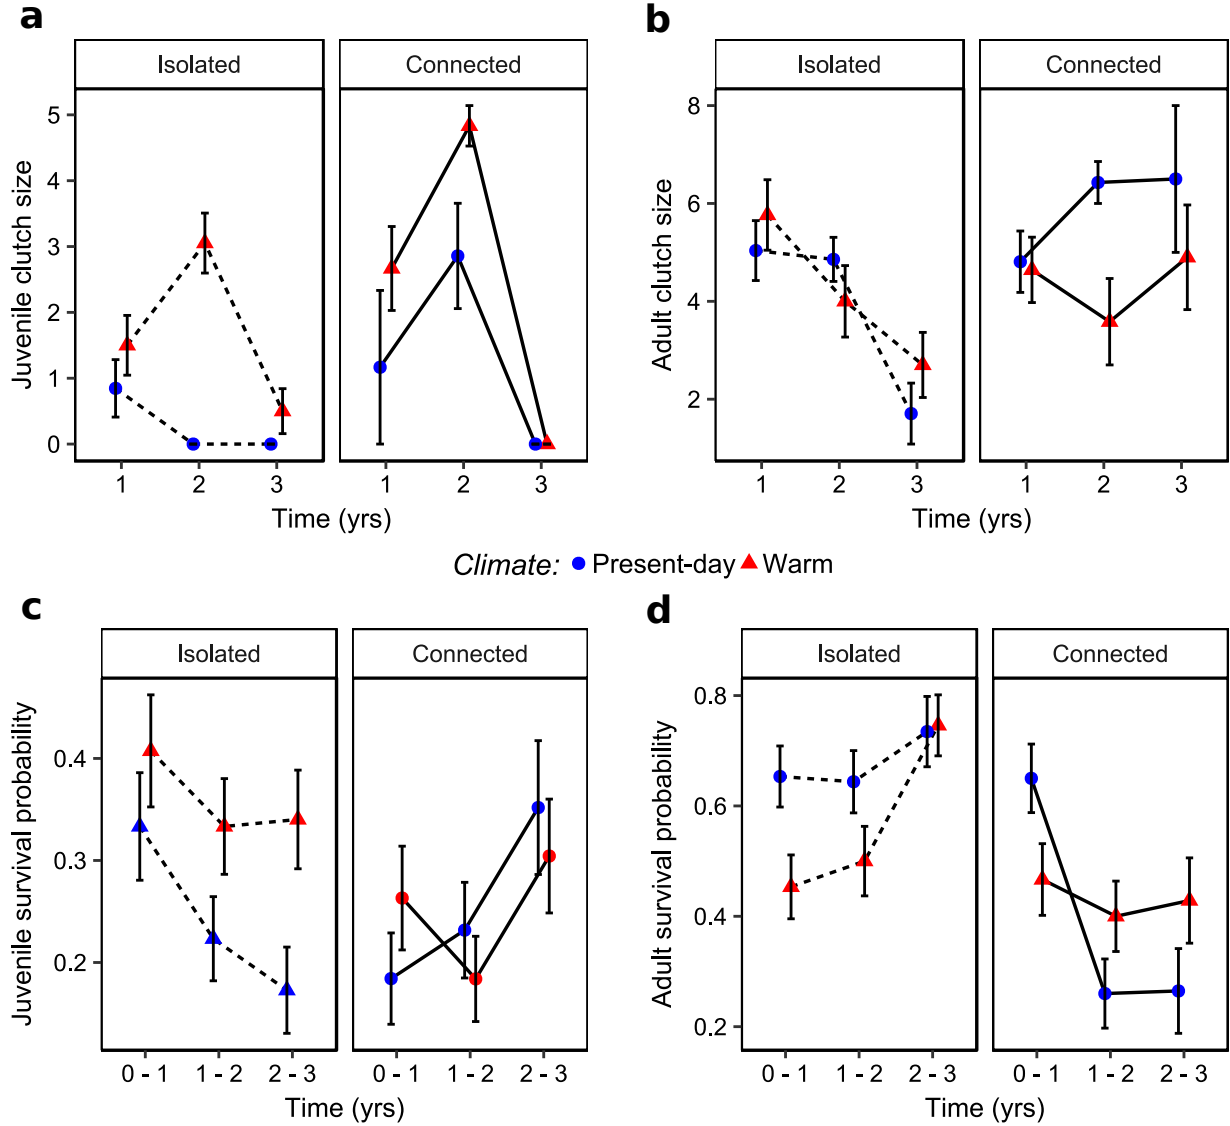 a
Isolated
Connected
Juvenile clutch size
5
4
3
2
1
0
1 2 3
1 2 3
Time (yrs)
b
Isolated
Connected
Adult clutch size
8
6
4
2
1 2 3
1 2 3
Time (yrs)
Climate: Present-day Warm
c
Isolated
Connected
Juvenile survival probability
0.4
0.3
0.2
0 - 1 1 - 2 2 - 3
0 - 1 1 - 2 2 - 3
Time (yrs)
d
Isolated
Connected
Adult survival probability
0.8
0.6
0.4
0.2
0 - 1 1 - 2 2 - 3
0 - 1 1 - 2 2 - 3
Time (yrs)